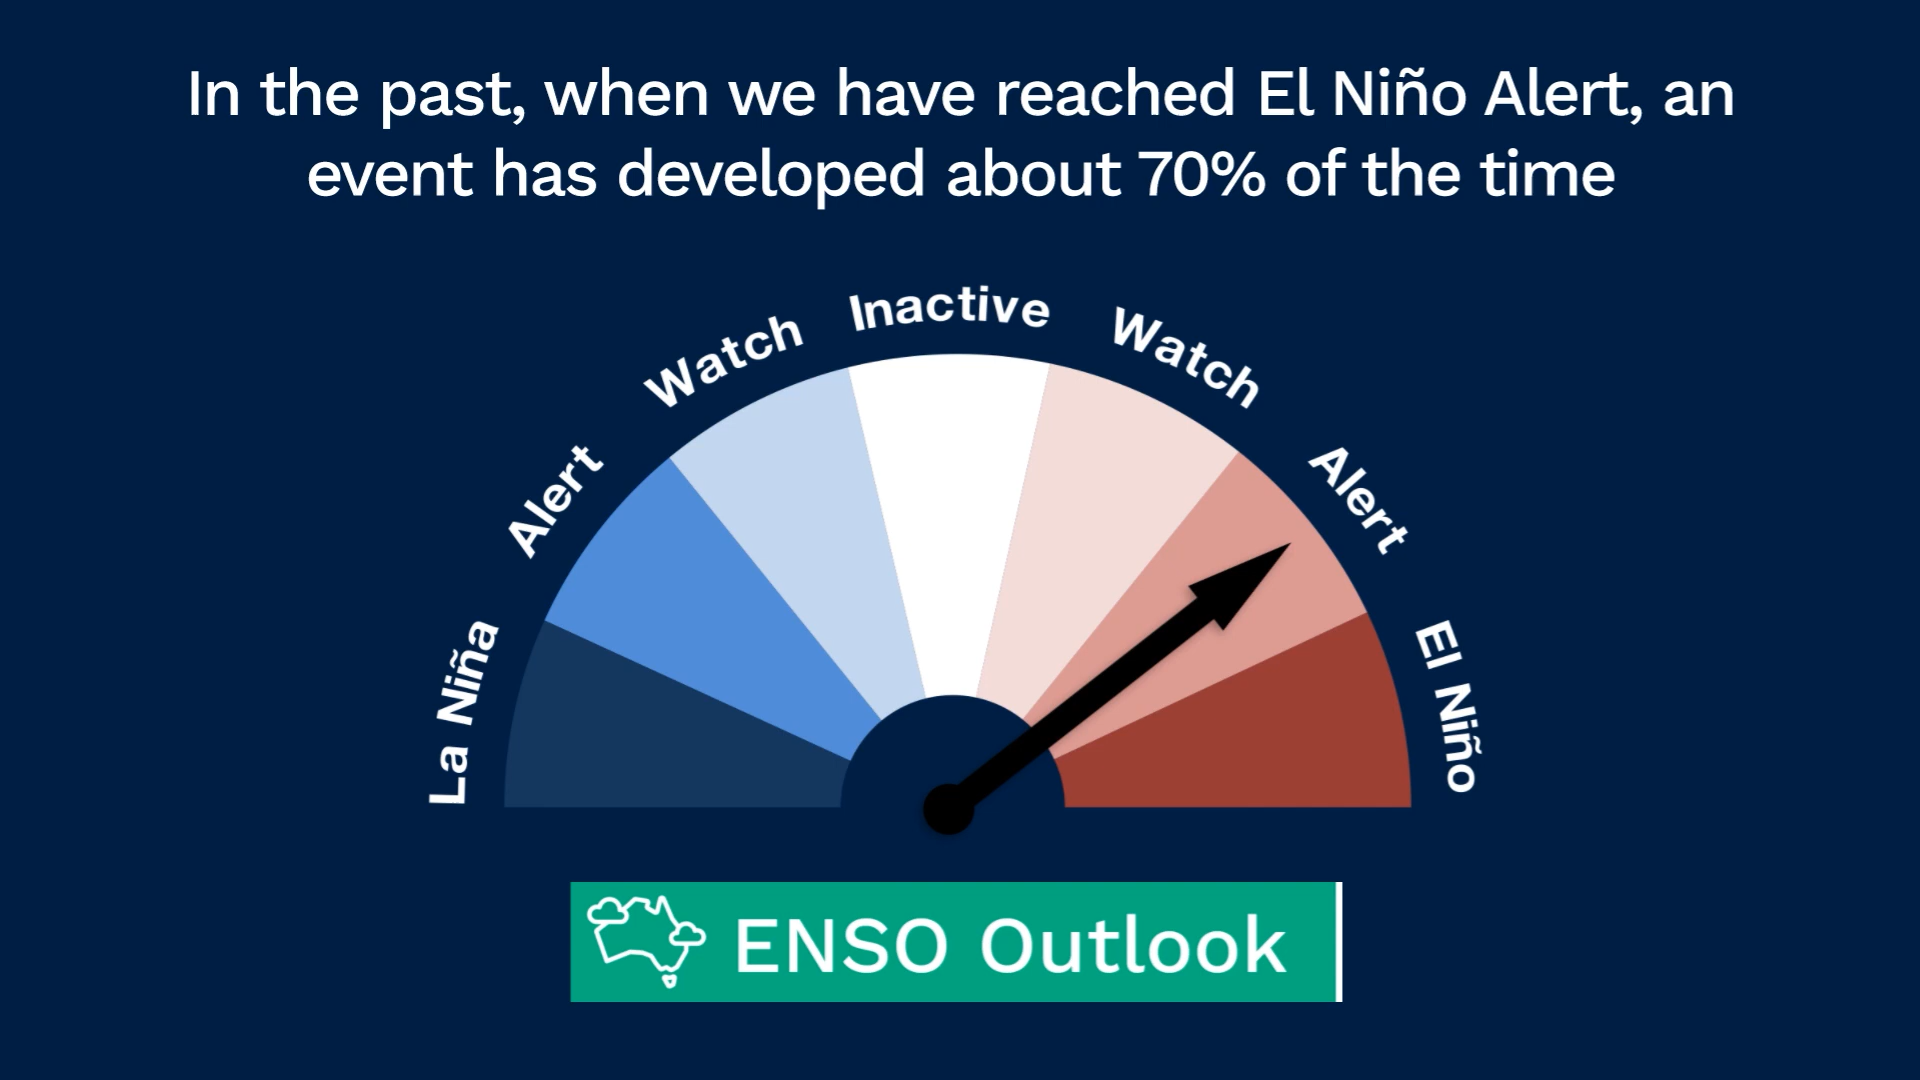 In the past, when we have reached El Niño Alert, an
event has developed about 70% of the time
La Niña
Alert
Watch
Inactive
Watch
Alert
El Niño
ENSO Outlook